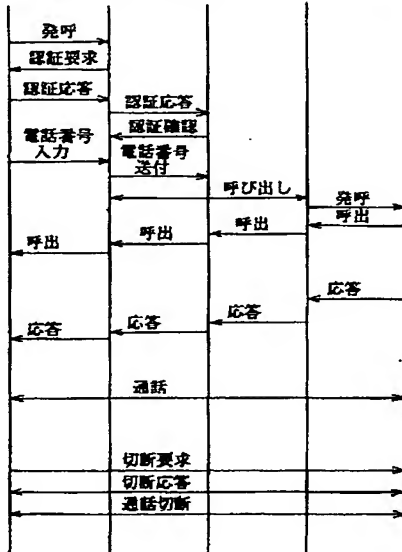 発呼
認証要求
認証応答
認証応答
認証確認
電話番号
入力
電話番号
送付
呼び出し
発呼
呼出
呼出
呼出
呼出
応答
応答
応答
応答
通話
切断要求
切断応答
通話切断